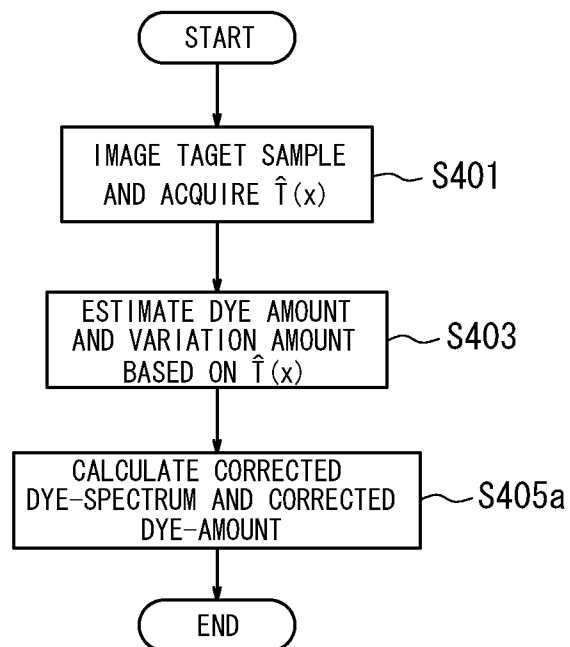 START
IMAGE TAGET SAMPLE
AND ACQUIRE T̂(x)
S401
ESTIMATE DYE AMOUNT
AND VARIATION AMOUNT
BASED ON T̂(x)
S403
CALCULATE CORRECTED
DYE-SPECTRUM AND CORRECTED
DYE-AMOUNT
S405a
END